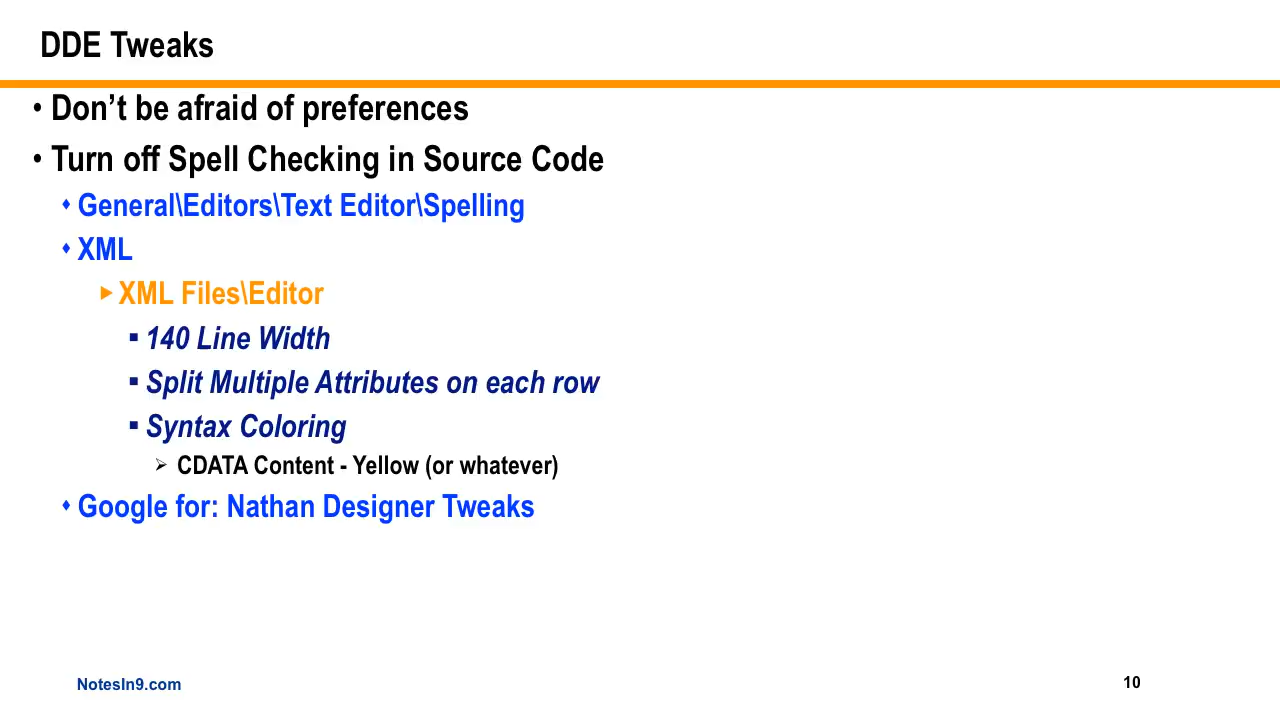 DDE Tweaks
• Don’t be afraid of preferences
• Turn off Spell Checking in Source Code
♦ General\Editors\Text Editor\Spelling
♦ XML
► XML Files\Editor
▪ 140 Line Width
▪ Split Multiple Attributes on each row
▪ Syntax Coloring
➢ CDATA Content - Yellow (or whatever)
♦ Google for: Nathan Designer Tweaks
NotesIn9.com
10